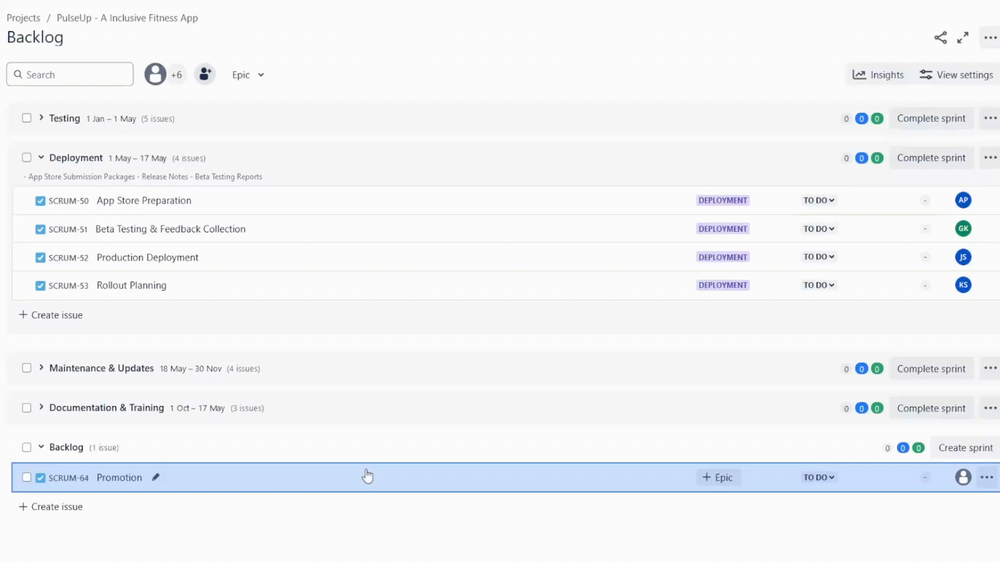 Projects / PulseUp - A Inclusive Fitness App
Backlog
Search +6 Epic Insights View settings
Testing 1 Jan – 1 May (5 issues) 0 0 0 Complete sprint
Deployment 1 May – 17 May (4 issues) 0 0 0 Complete sprint
- App Store Submission Packages - Release Notes - Beta Testing Reports
SCRUM-50 App Store Preparation DEPLOYMENT TO DO - AP
SCRUM-51 Beta Testing & Feedback Collection DEPLOYMENT TO DO - GK
SCRUM-52 Production Deployment DEPLOYMENT TO DO - JS
SCRUM-53 Rollout Planning DEPLOYMENT TO DO - KS
+ Create issue
Maintenance & Updates 18 May – 30 Nov (4 issues) 0 0 0 Complete sprint
Documentation & Training 1 Oct – 17 May (3 issues) 0 0 0 Complete sprint
Backlog (1 issue) 0 0 0 Create sprint
SCRUM-64 Promotion + Epic TO DO -
+ Create issue